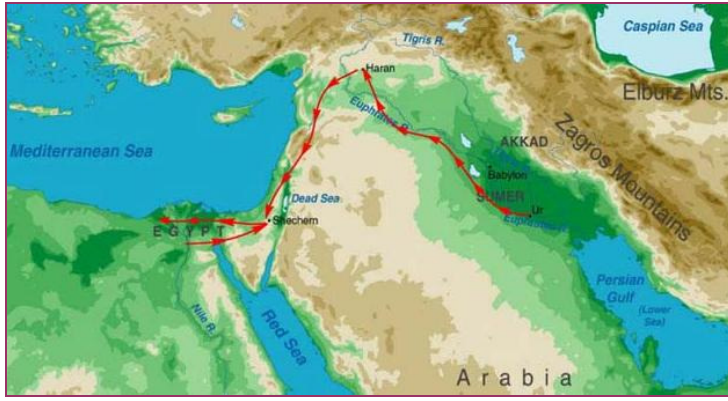 Caspian Sea
Tigris R.
Haran
Elburz Mts.
Euphrates R.
Zagros Mountains
AKKAD
Mediterranean Sea
Babylon
SUMER
Dead Sea
Ur
Shechem
EGYPT
Persian
Gulf
(Lower
Sea)
Nile R.
Red Sea
Arabia